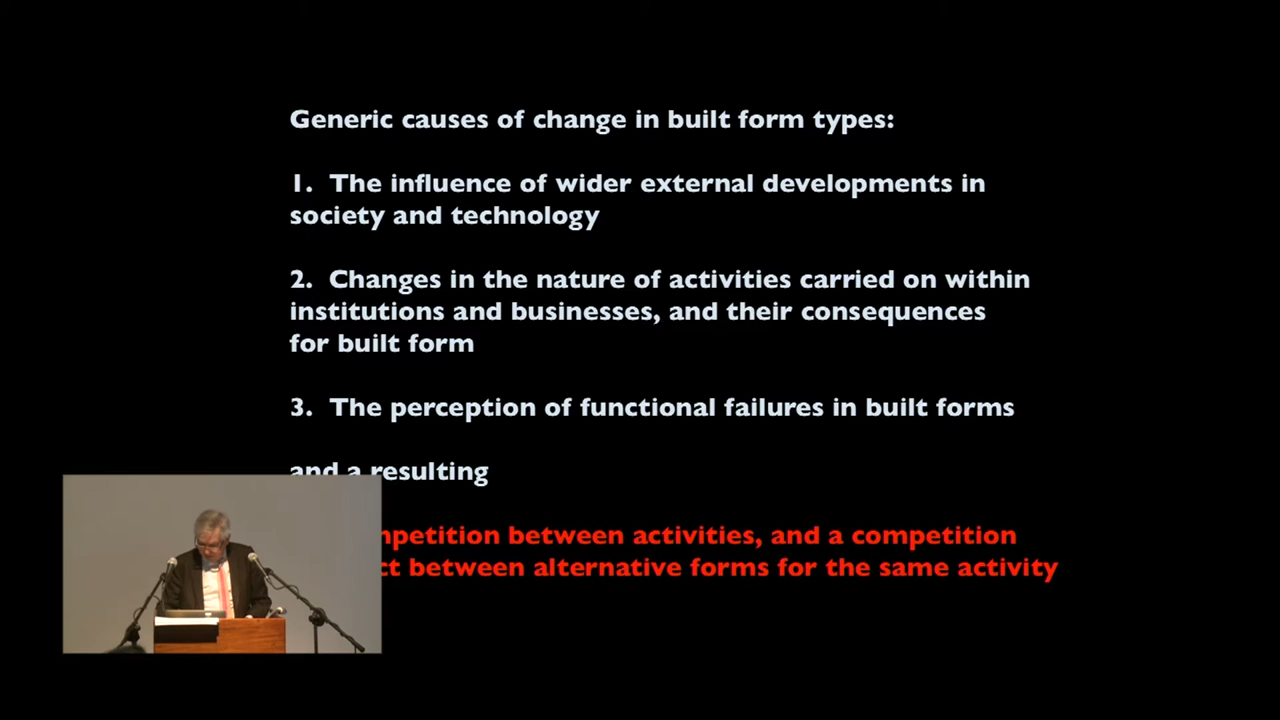 Generic causes of change in built form types:
1. The influence of wider external developments in
society and technology
2. Changes in the nature of activities carried on within
institutions and businesses, and their consequences
for built form
3. The perception of functional failures in built forms
and a resulting
between activities, and a competition
between alternative forms for the same activity